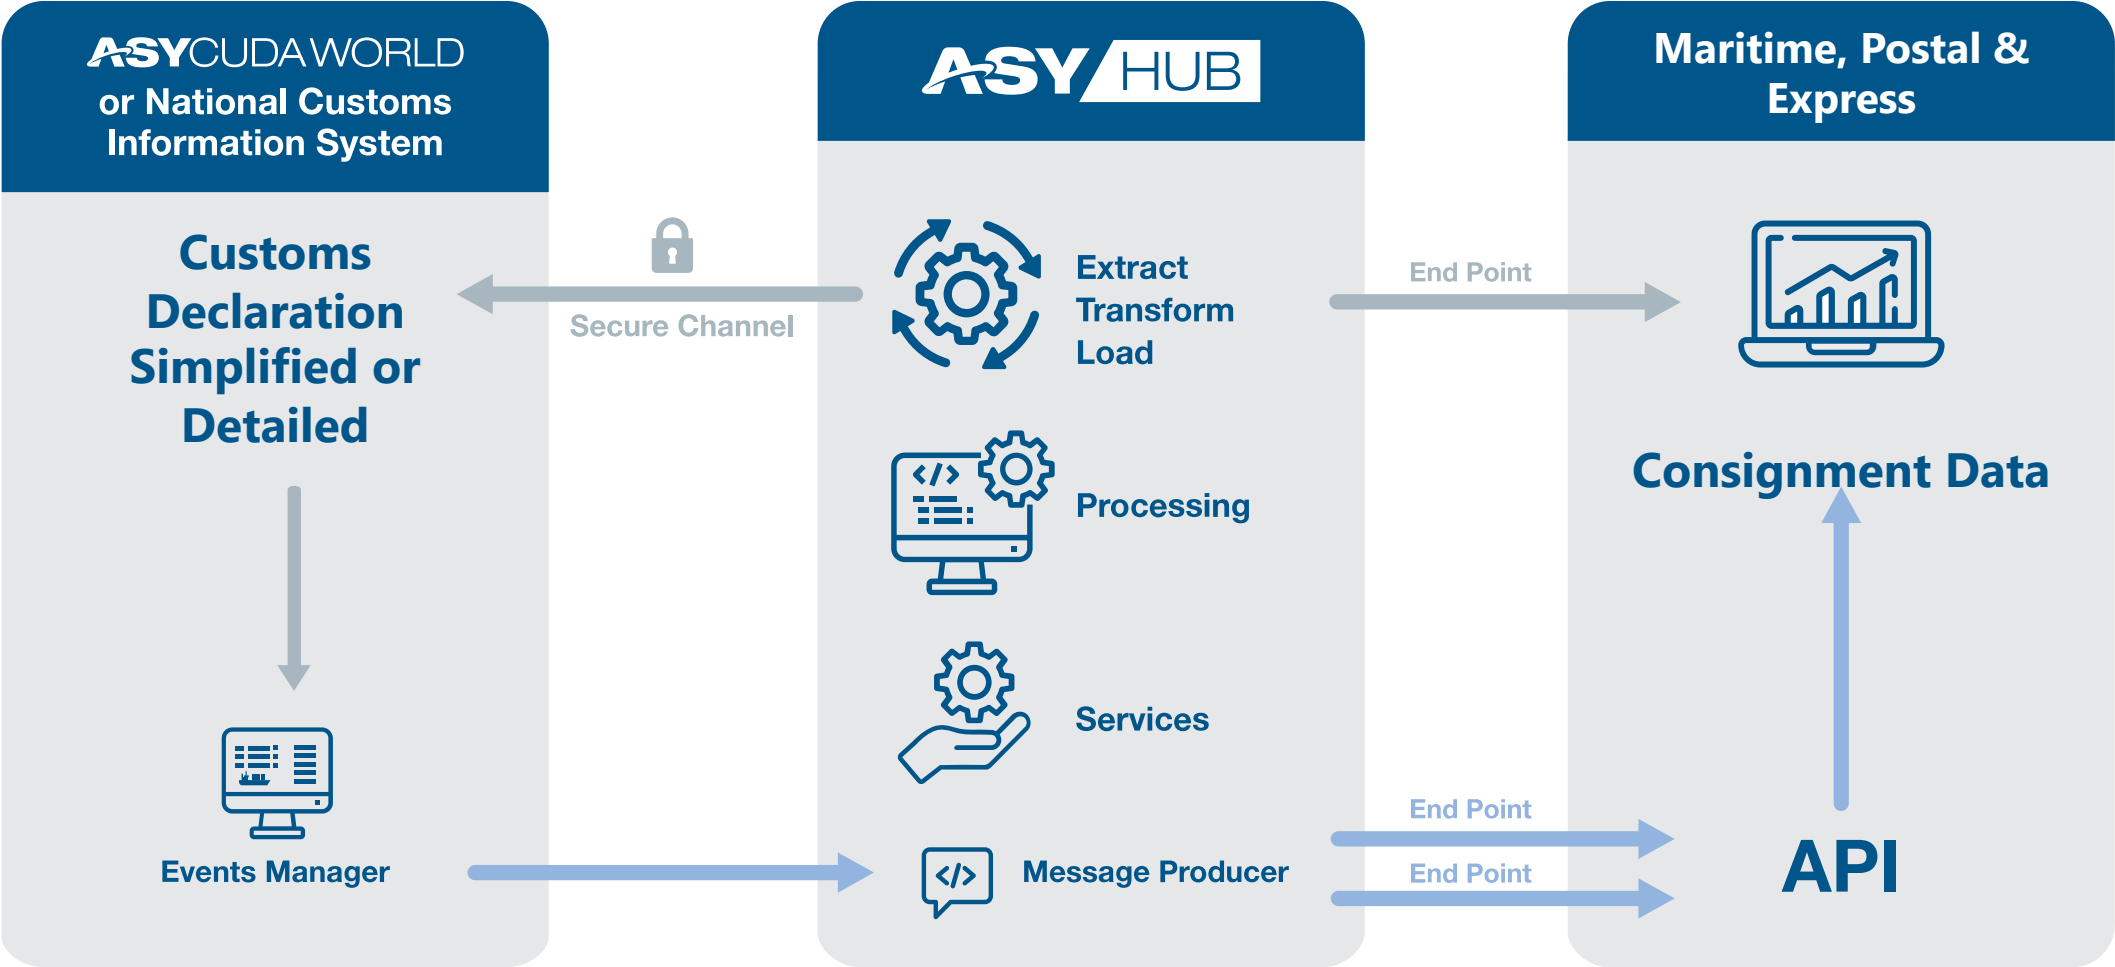 ASYCUDAWORLD
or National Customs
Information System
Customs
Declaration
Simplified or
Detailed
Events Manager
Secure Channel
ASY HUB
Extract
Transform
Load
</>
Processing
Services
</>
Message Producer
End Point
End Point
End Point
Maritime, Postal &
Express
Consignment Data
API